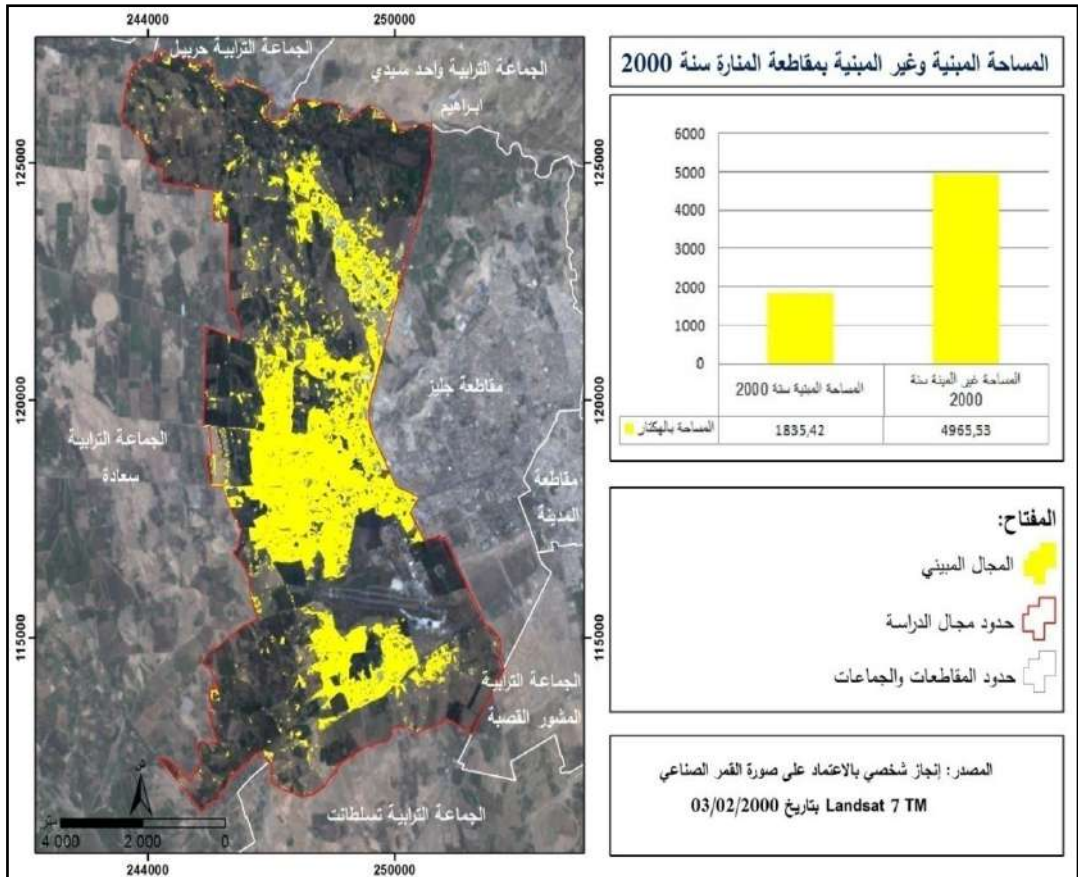 244000
250000
125000
120000
115000
الجماعة الترابية حربيل
الجماعة الترابية واحد سيدي
ابراهيم
مقاطعة جليز
مقاطعة
المدينة
الجماعة الترابية
سعادة
الجماعة الترابية
المشور القصبة
الجماعة الترابية تسلطانت
4 000
2 000
0
244000
250000
125000
120000
115000
المساحة المبنية وغير المبنية بمقاطعة المنارة سنة 2000
6000
5000
4000
3000
2000
1000
0
المساحة المبنية سنة 2000
المساحة غير المبنة سنة
2000
المساحة بالهكتار
1835,42
4965,53
المفتاح:
المجال المبيني
حدود مجال الدراسة
حدود المقاطعات والجماعات
المصدر: إنجاز شخصي بالاعتماد على صورة القمر الصناعي
Landsat 7 TM بتاريخ 03/02/2000